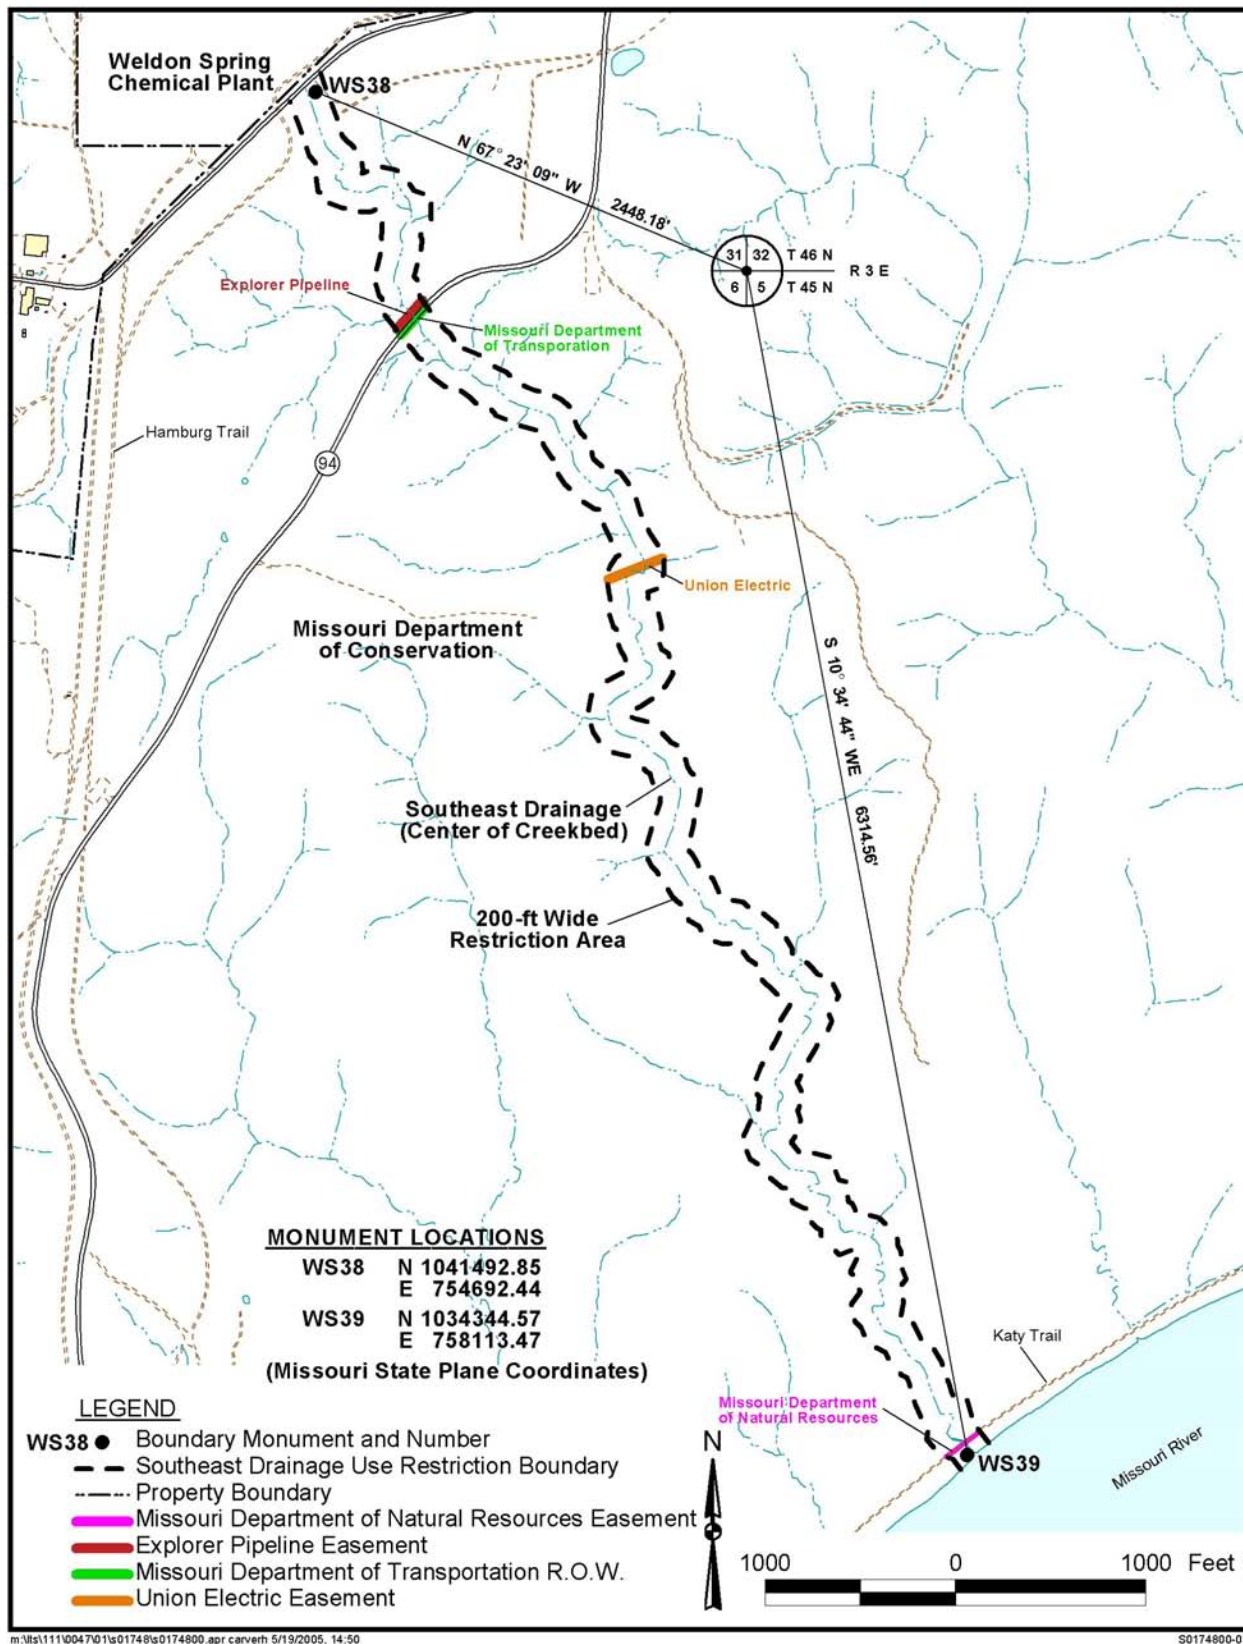 Weldon Spring
Chemical Plant
WS38
N 67° 23' 09" W
2448.18'
31 32 T 46 N
R 3 E
6 5 T 45 N
Explorer Pipeline
Missouri Department
of Transporation
Hamburg Trail
94
Union Electric
Missouri Department
of Conservation
S 10° 34' 44" WE
6314.56'
Southeast Drainage
(Center of Creekbed)
200-ft Wide
Restriction Area
MONUMENT LOCATIONS
WS38 N 1041492.85
E 754692.44
WS39 N 1034344.57
E 758113.47
(Missouri State Plane Coordinates)
Katy Trail
Missouri Department
of Natural Resources
WS39
Missouri River
LEGEND
WS38 Boundary Monument and Number
Southeast Drainage Use Restriction Boundary
Property Boundary
Missouri Department of Natural Resources Easement
Explorer Pipeline Easement
Missouri Department of Transportation R.O.W.
Union Electric Easement
N
1000 0 1000 Feet
m:\lts\111\0047\01\s01748\s0174800.apr carverh 5/19/2005, 14:50